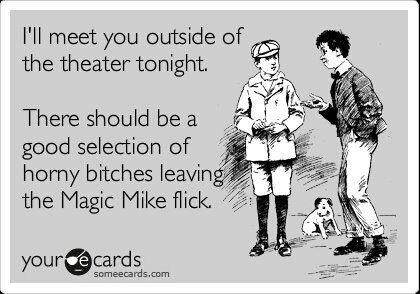 I'll meet you outside of
the theater tonight.
There should be a
good selection of
horny bitches leaving
the Magic Mike flick.
your e cards
someecards.com